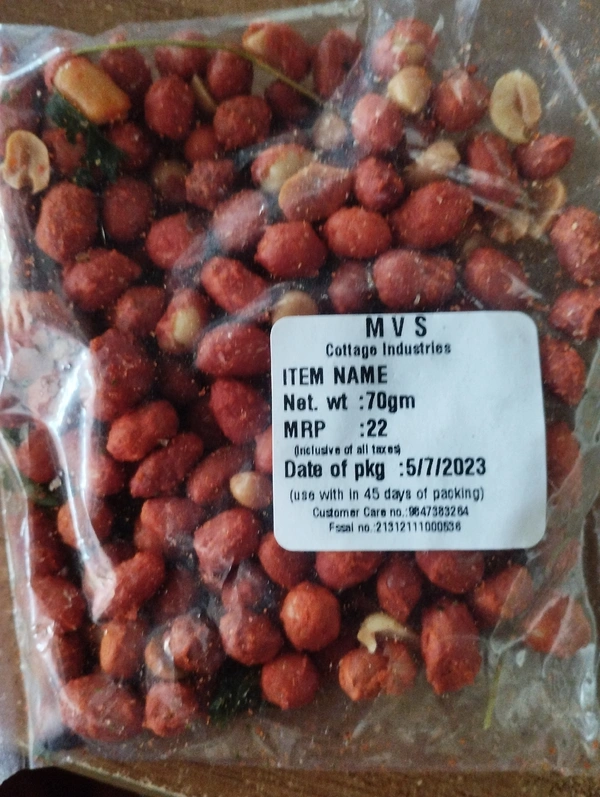 M V S
Cottage Industries
ITEM NAME
Net. wt :70gm
MRP :22
(Inclusive of all taxes)
Date of pkg :5/7/2023
(use with in 45 days of packing)
Customer Care no.:9847383264
Fssai no.:21312111000536